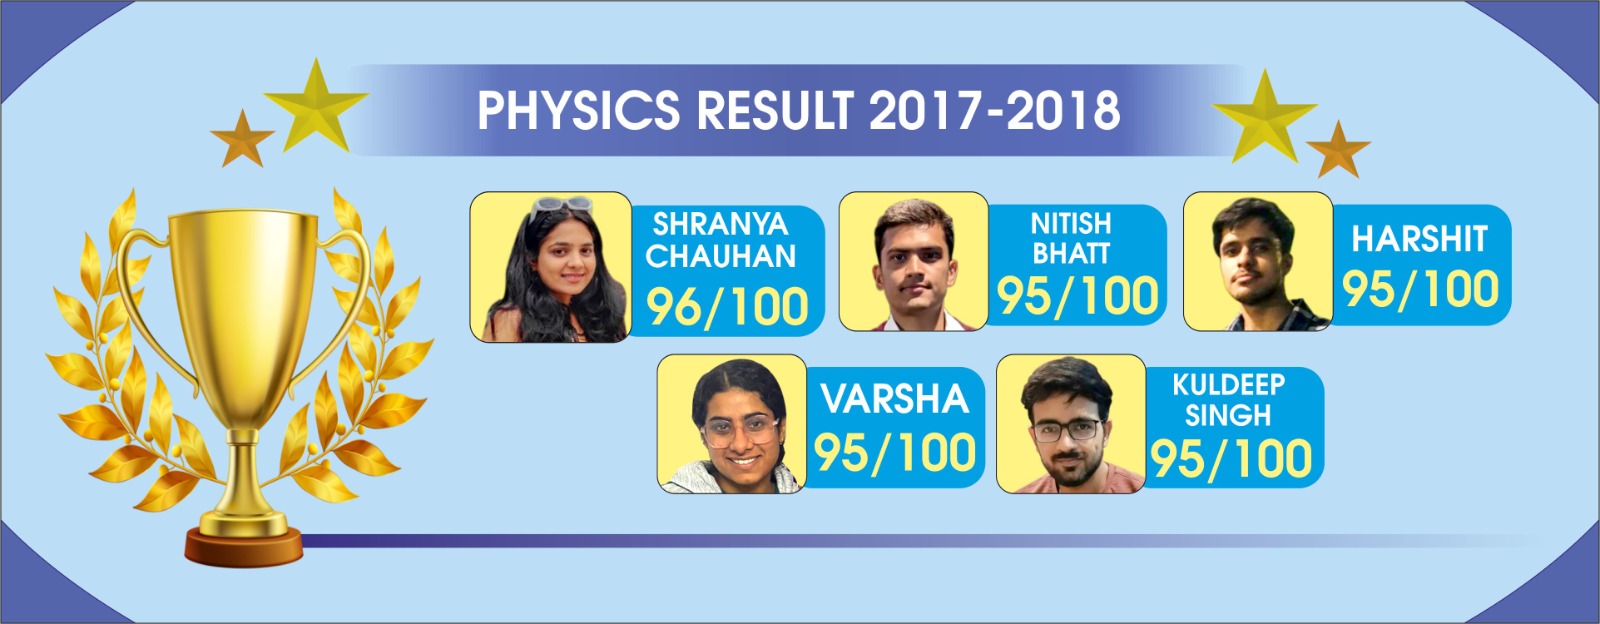 PHYSICS RESULT 2017-2018
SHRANYA
CHAUHAN
96/100
NITISH
BHATT
95/100
HARSHIT
95/100
VARSHA
95/100
KULDEEP
SINGH
95/100